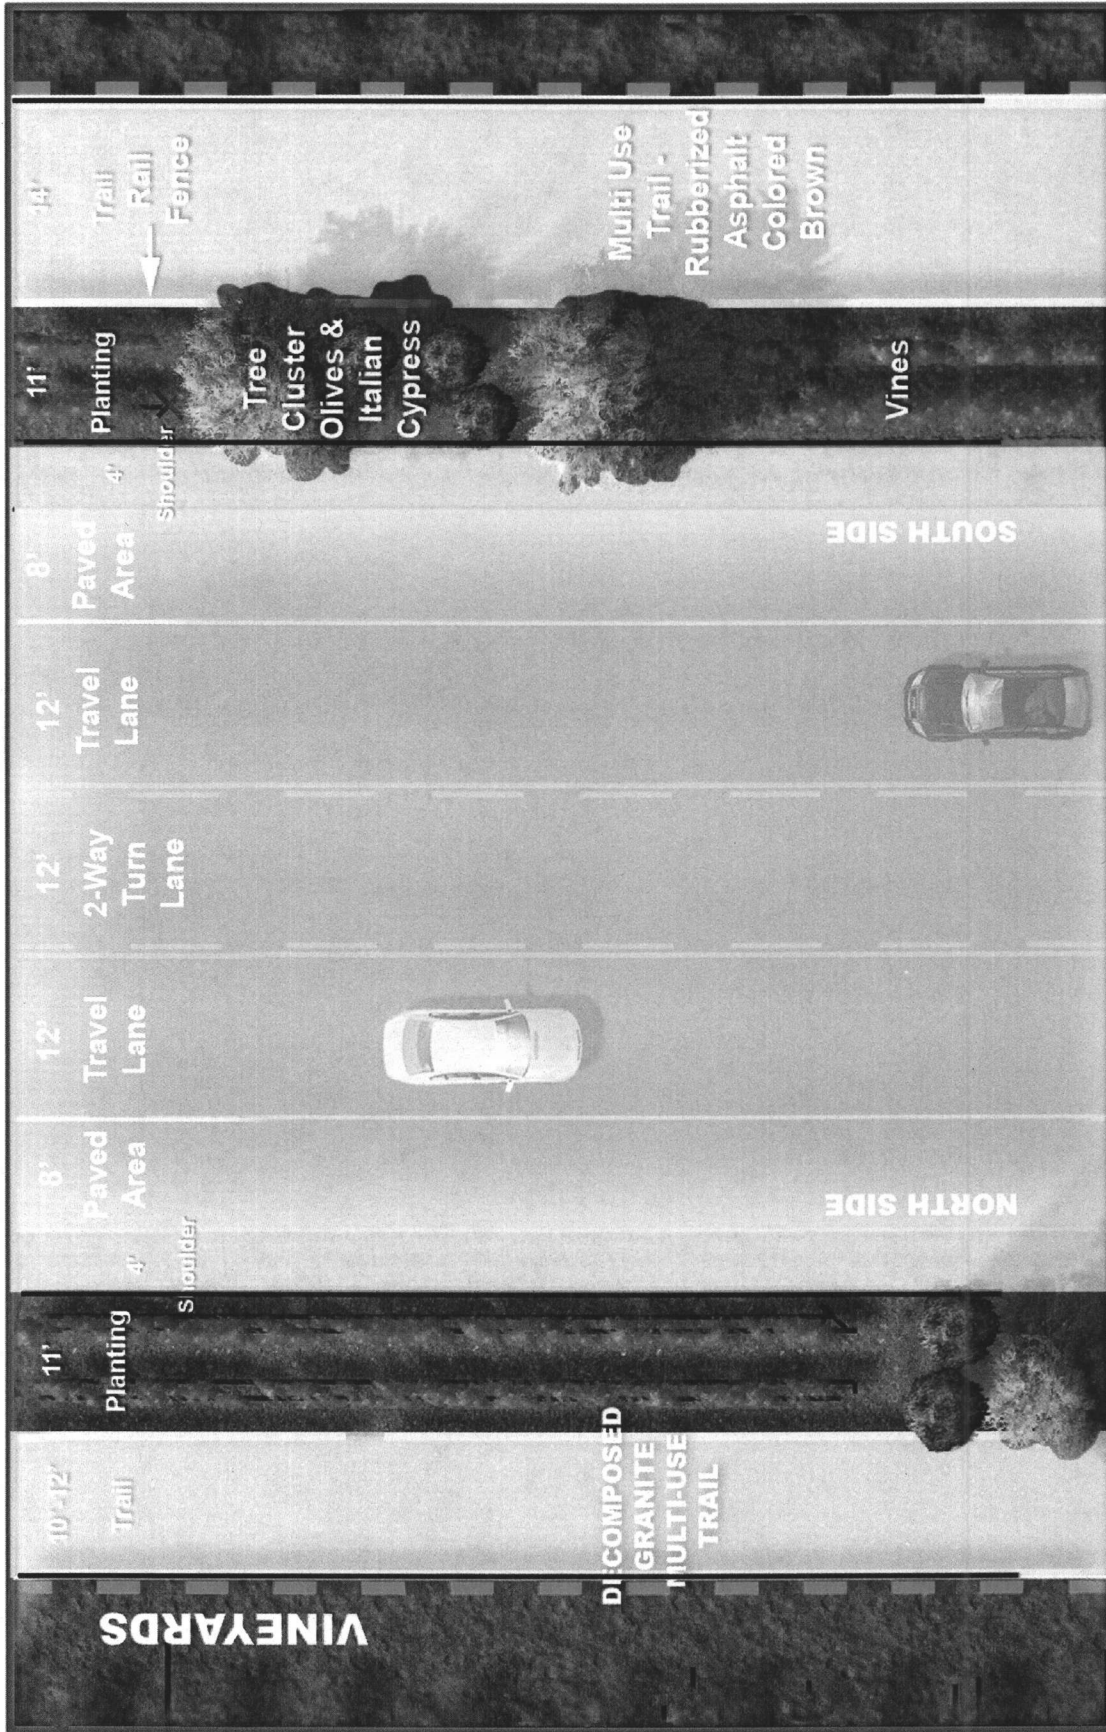 VINEYARDS
10'-12'
Trail
DECOMPOSED
GRANITE
MULTI-USE
TRAIL
11'
Planting
4'
Shoulder
8'
Paved
Area
NORTH SIDE
12'
Travel
Lane
12'
2-Way
Turn
Lane
12'
Travel
Lane
8'
Paved
Area
SOUTH SIDE
4'
Shoulder
11'
Planting
Tree
Cluster
Olives &
Italian
Cypress
Vines
14'
Trail
Rail
Fence
Multi Use
Trail -
Rubberized
Asphalt
Colored
Brown